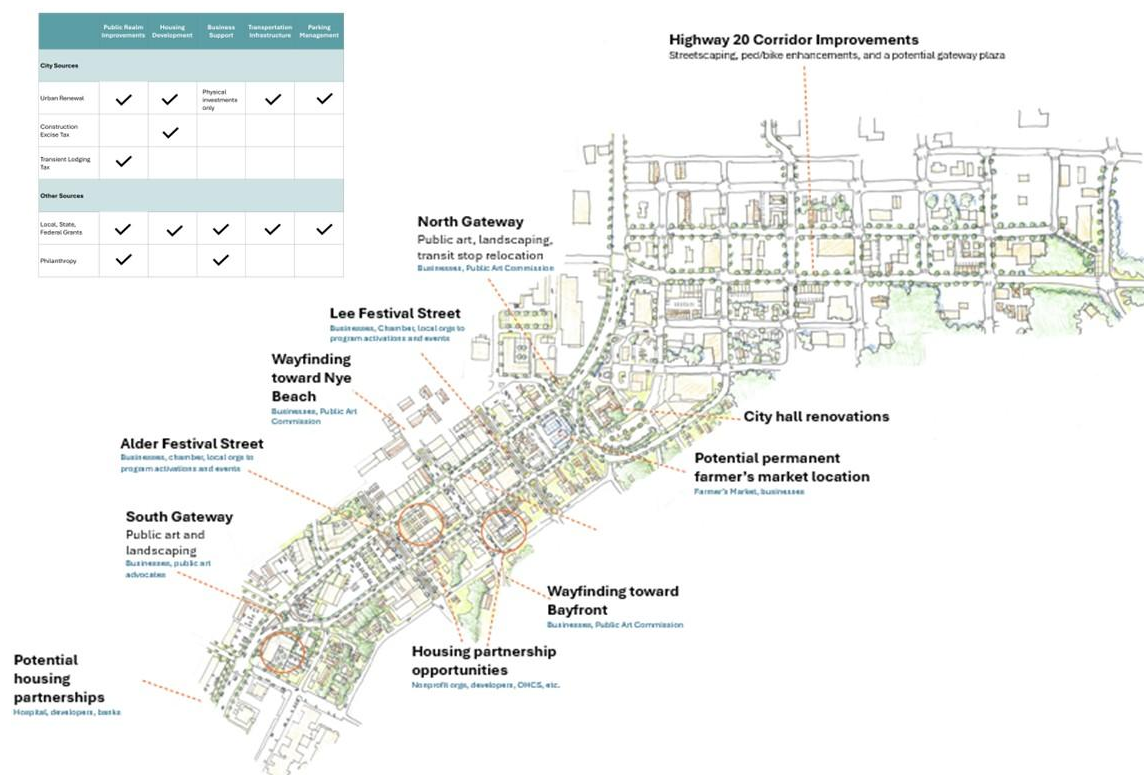 Public Realm
Improvements
Housing
Development
Business
Support
Transportation
Infrastructure
Parking
Management
City Sources
Urban Renewal
Physical
investments
only
Construction
Excise Tax
Transient Lodging
Tax
Other Sources
Local, State,
Federal Grants
Philanthropy
Highway 20 Corridor Improvements
Streetscaping, ped/bike enhancements, and a potential gateway plaza
North Gateway
Public art, landscaping,
transit stop relocation
Businesses, Public Art Commission
Lee Festival Street
Businesses, Chamber, local orgs to
program activations and events
Wayfinding
toward Nye
Beach
Businesses, Public Art
Commission
Alder Festival Street
Businesses, chamber, local orgs to
program activations and events
City hall renovations
Potential permanent
farmer's market location
Farmer's Market, businesses
South Gateway
Public art and
landscaping
Businesses, public art
advocates
Wayfinding toward
Bayfront
Businesses, Public Art Commission
Housing partnership
opportunities
Nonprofit orgs, developers, OHCS, etc.
Potential
housing
partnerships
Hospital, developers, banks